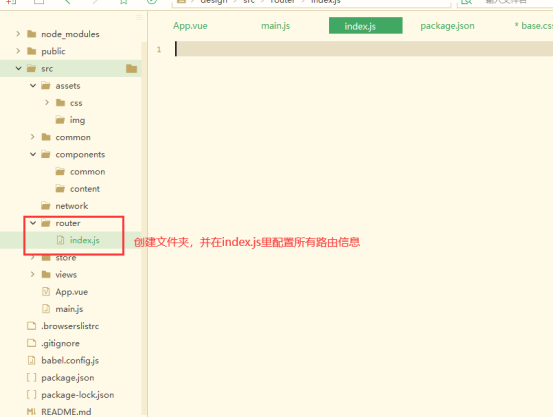 design > src > router > index.js
App.vue main.js index.js package.json * base.css
1
node_modules
public
src
assets
css
img
common
components
common
content
network
router
index.js
创建文件夹，并在index.js里配置所有路由信息
store
views
App.vue
main.js
.browserslistrc
.gitignore
babel.config.js
package.json
package-lock.json
README.md